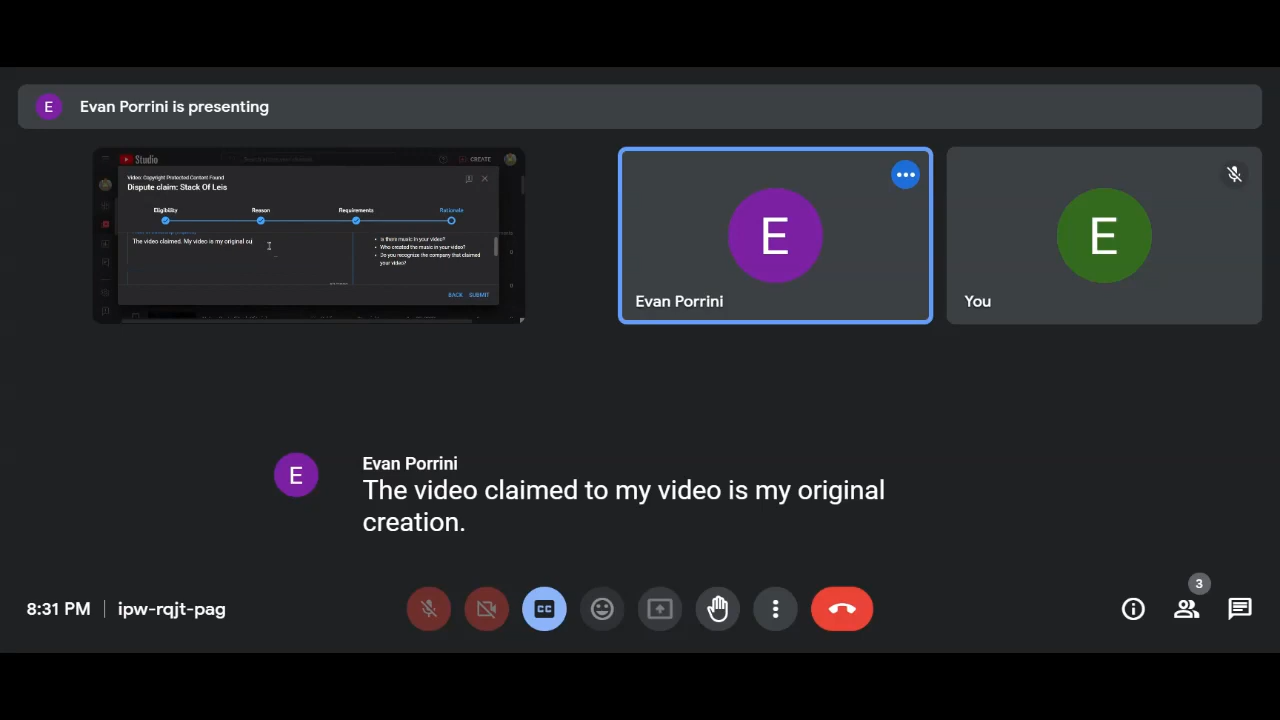 E
Evan Porrini is presenting
Studio
CREATE
Video: Copyright Protected Content Found
Dispute claim: Stack Of Leis
Eligibility
Reason
Requirements
Rationale
The video claimed. My video is my original cu
Is there music in your video?
Who created the music in your video?
Do you recognize the company that claimed
your video?
BACK
SUBMIT
E
Evan Porrini
E
You
E
Evan Porrini
The video claimed to my video is my original
creation.
8:31 PM
ipw-rqjt-pag
CC
3